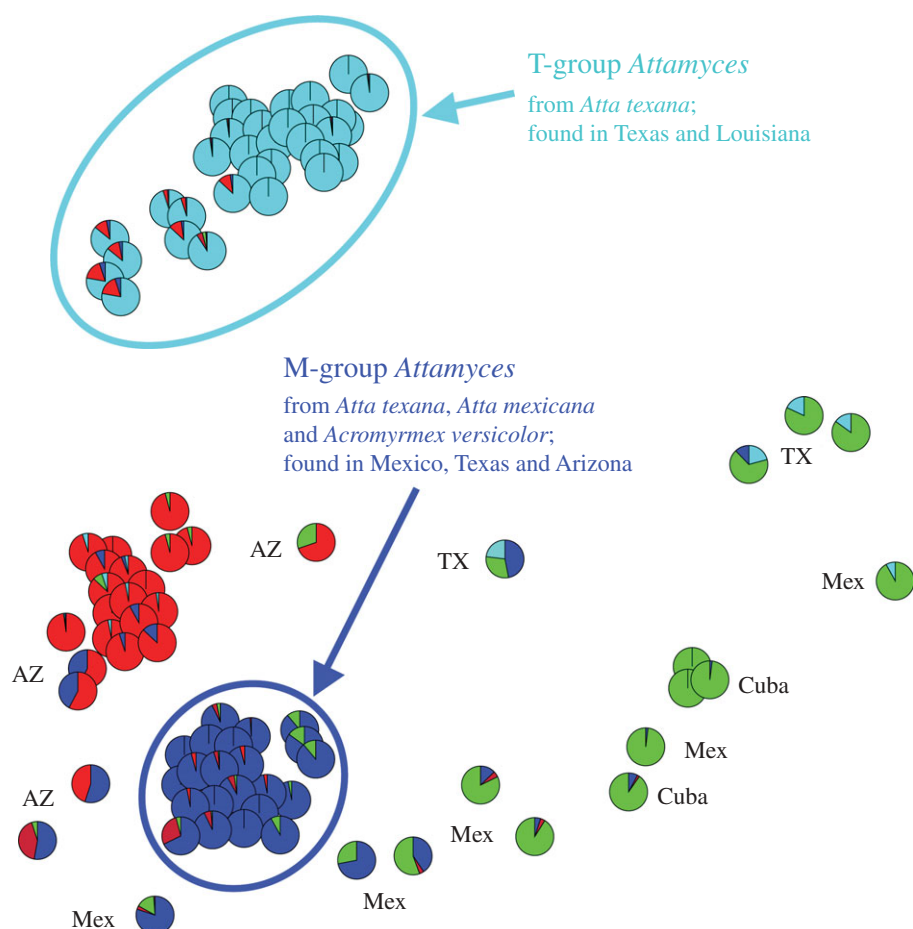 T-group Attamyces
from Atta texana;
found in Texas and Louisiana
M-group Attamyces
from Atta texana, Atta mexicana
and Acromyrmex versicolor;
found in Mexico, Texas and Arizona
TX
AZ
TX
Mex
AZ
Cuba
Mex
AZ
Cuba
Mex
Mex
Mex